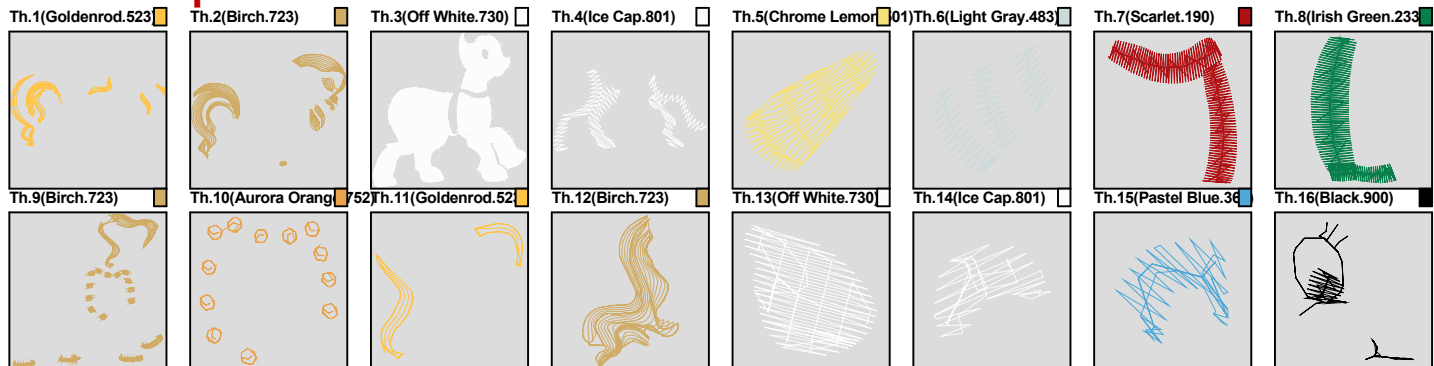 Th.1(Goldenrod.523) Th.2(Birch.723) Th.3(Off White.730) Th.4(Ice Cap.801) Th.5(Chrome Lemon 01) Th.6(Light Gray.483) Th.7(Scarlet.190) Th.8(Irish Green.233
Th.9(Birch.723) Th.10(Aurora Orang 752) Th.11(Goldenrod.523 Th.12(Birch.723) Th.13(Off White.730) Th.14(Ice Cap.801) Th.15(Pastel Blue.36 Th.16(Black.900)